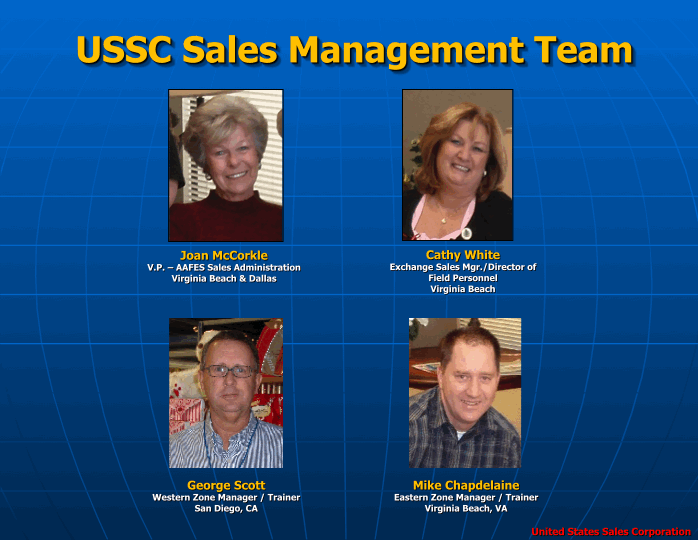 USSC Sales Management Team
Joan McCorkle
V.P. – AAFES Sales Administration
Virginia Beach & Dallas
Cathy White
Exchange Sales Mgr./Director of
Field Personnel
Virginia Beach
George Scott
Western Zone Manager / Trainer
San Diego, CA
Mike Chapdelaine
Eastern Zone Manager / Trainer
Virginia Beach, VA
United States Sales Corporation